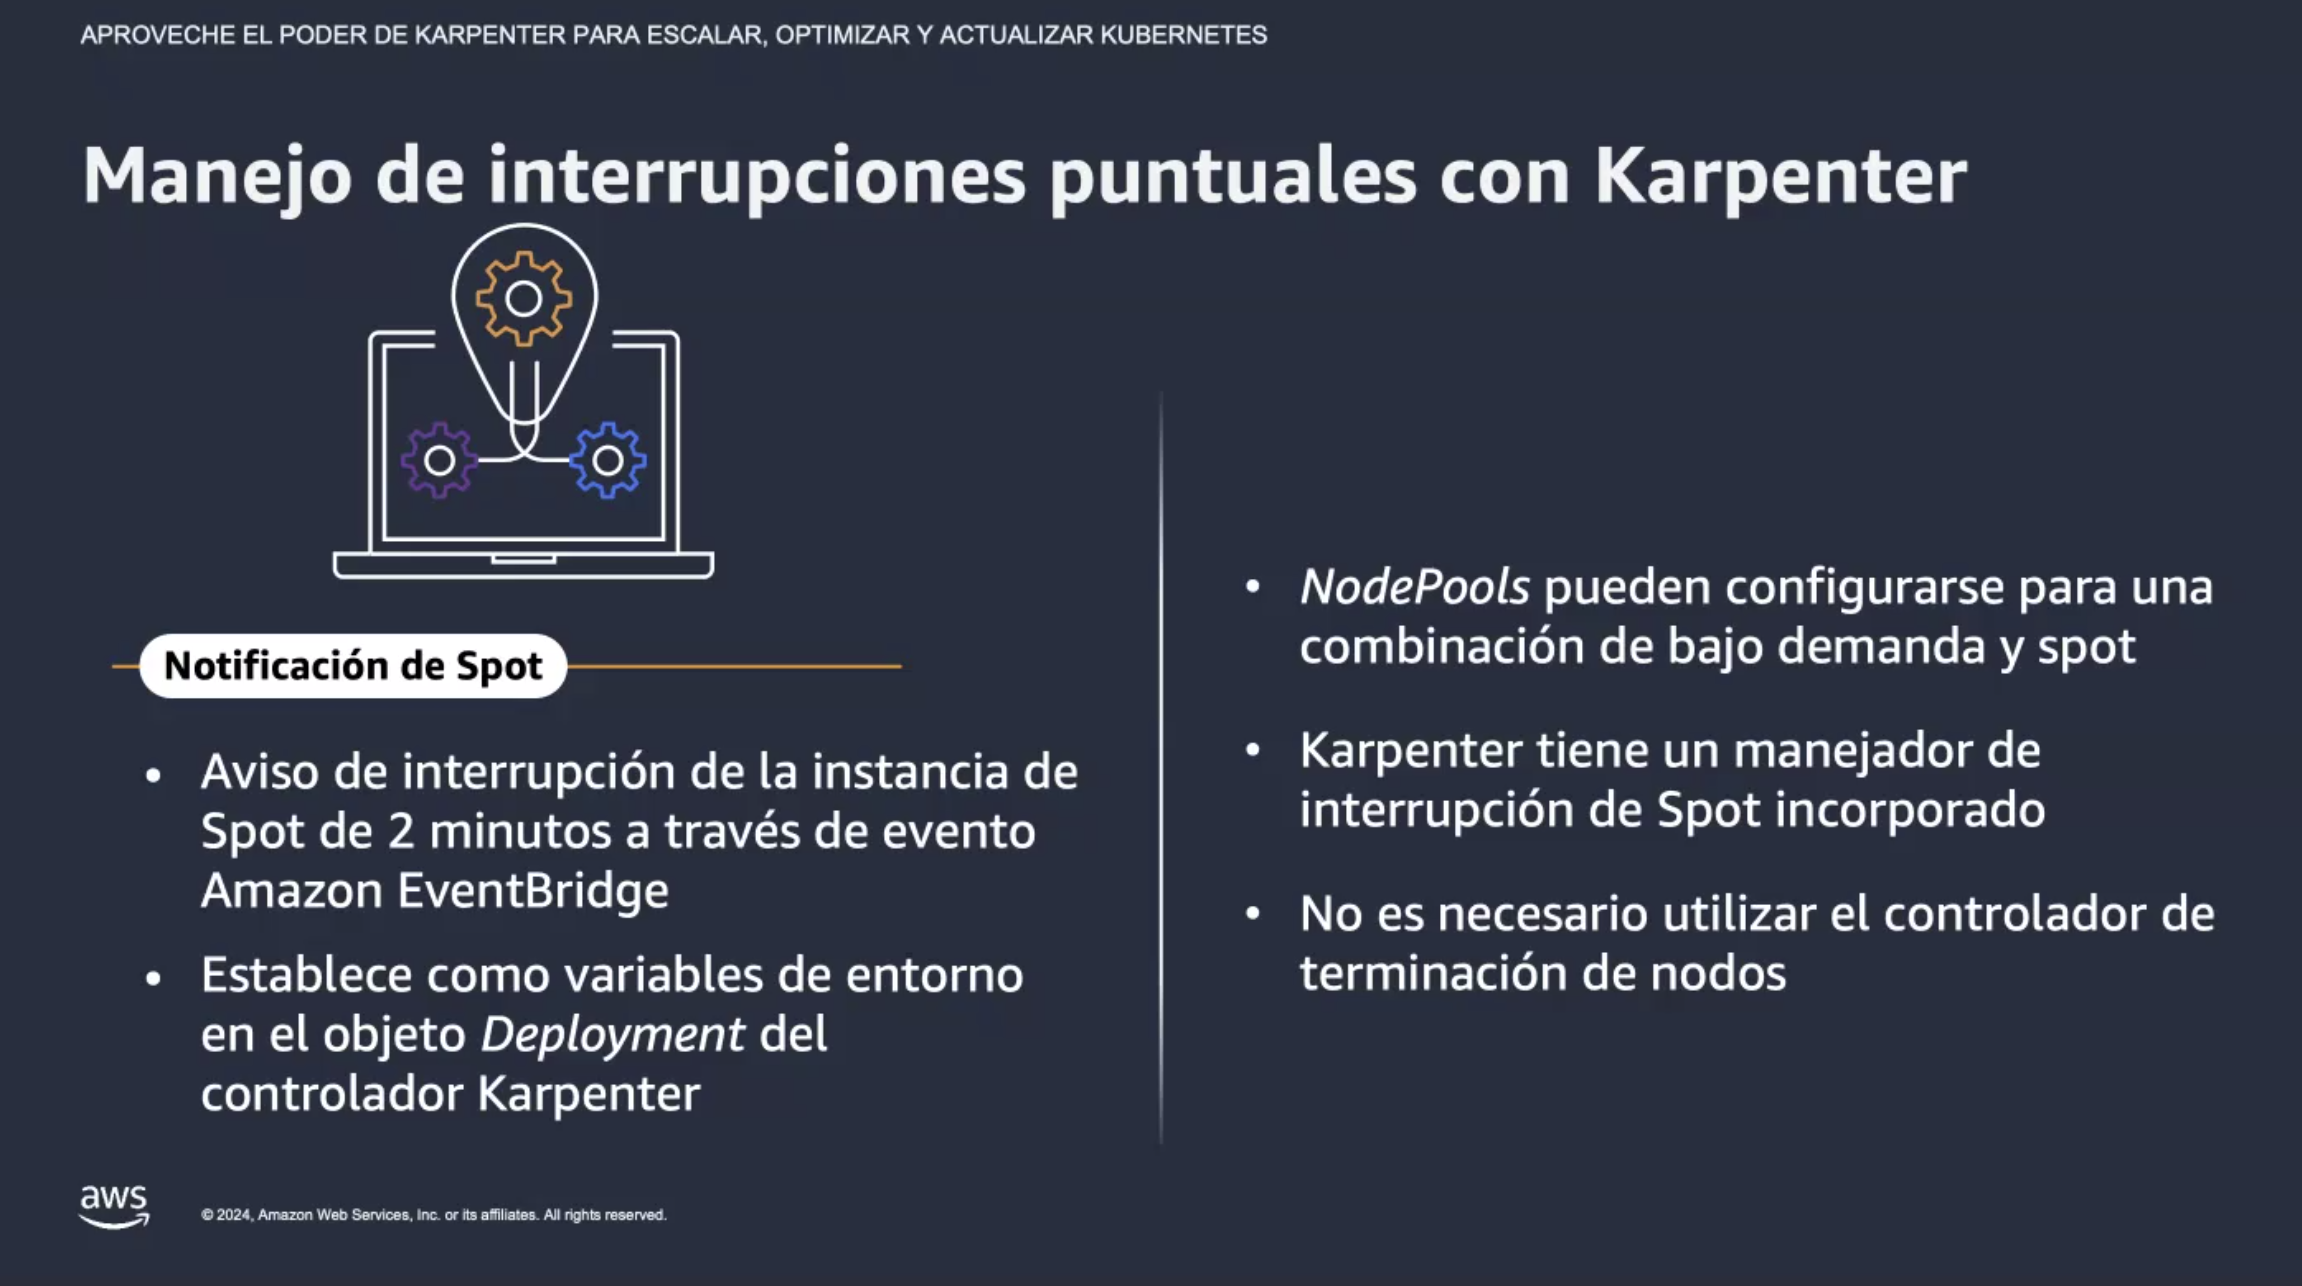 APROVECHE EL PODER DE KARPENTER PARA ESCALAR, OPTIMIZAR Y ACTUALIZAR KUBERNETES
Manejo de interrupciones puntuales con Karpenter
Notificación de Spot
• Aviso de interrupción de la instancia de
Spot de 2 minutos a través de evento
Amazon EventBridge
• Establece como variables de entorno
en el objeto Deployment del
controlador Karpenter
• NodePools pueden configurarse para una
combinación de bajo demanda y spot
• Karpenter tiene un manejador de
interrupción de Spot incorporado
• No es necesario utilizar el controlador de
terminación de nodos
aws
© 2024, Amazon Web Services, Inc. or its affiliates. All rights reserved.